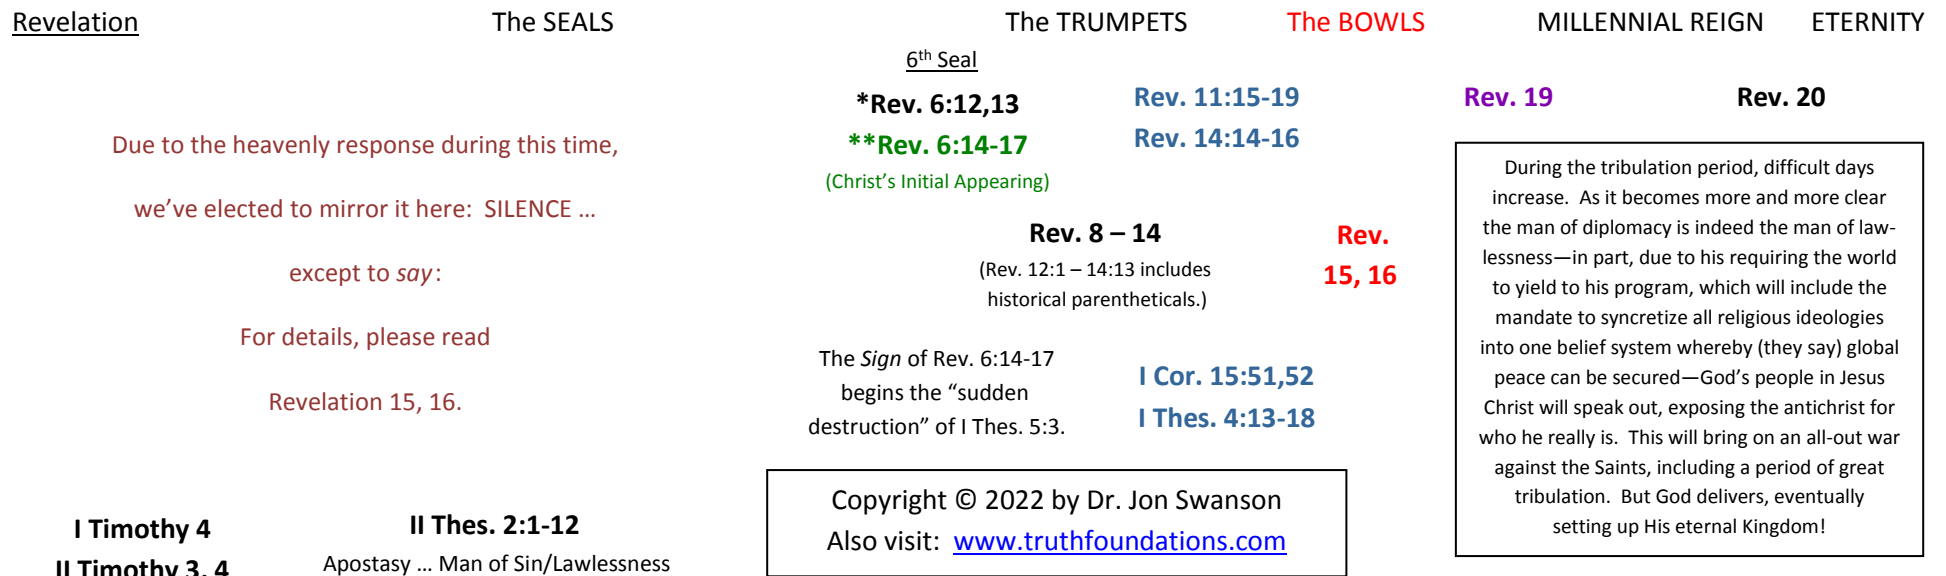 Revelation The SEALS The TRUMPETS The BOWLS MILLENNIAL REIGN ETERNITY
6th Seal
*Rev. 6:12,13
**Rev. 6:14-17
(Christ's Initial Appearing)
Rev. 11:15-19
Rev. 14:14-16
Rev. 19 Rev. 20
Due to the heavenly response during this time,
we've elected to mirror it here: SILENCE …
except to say:
For details, please read
Revelation 15, 16.
Rev. 8 – 14
(Rev. 12:1 – 14:13 includes
historical parentheticals.)
Rev.
15, 16
The Sign of Rev. 6:14-17
begins the “sudden
destruction” of I Thes. 5:3.
I Cor. 15:51,52
I Thes. 4:13-18
During the tribulation period, difficult days
increase. As it becomes more and more clear
the man of diplomacy is indeed the man of law-
lessness—in part, due to his requiring the world
to yield to his program, which will include the
mandate to syncretize all religious ideologies
into one belief system whereby (they say) global
peace can be secured—God's people in Jesus
Christ will speak out, exposing the antichrist for
who he really is. This will bring on an all-out war
against the Saints, including a period of great
tribulation. But God delivers, eventually
setting up His eternal Kingdom!
I Timothy 4
II Timothy 3, 4
II Thes. 2:1-12
Apostasy … Man of Sin/Lawlessness
Copyright © 2022 by Dr. Jon Swanson
Also visit: www.truthfoundations.com